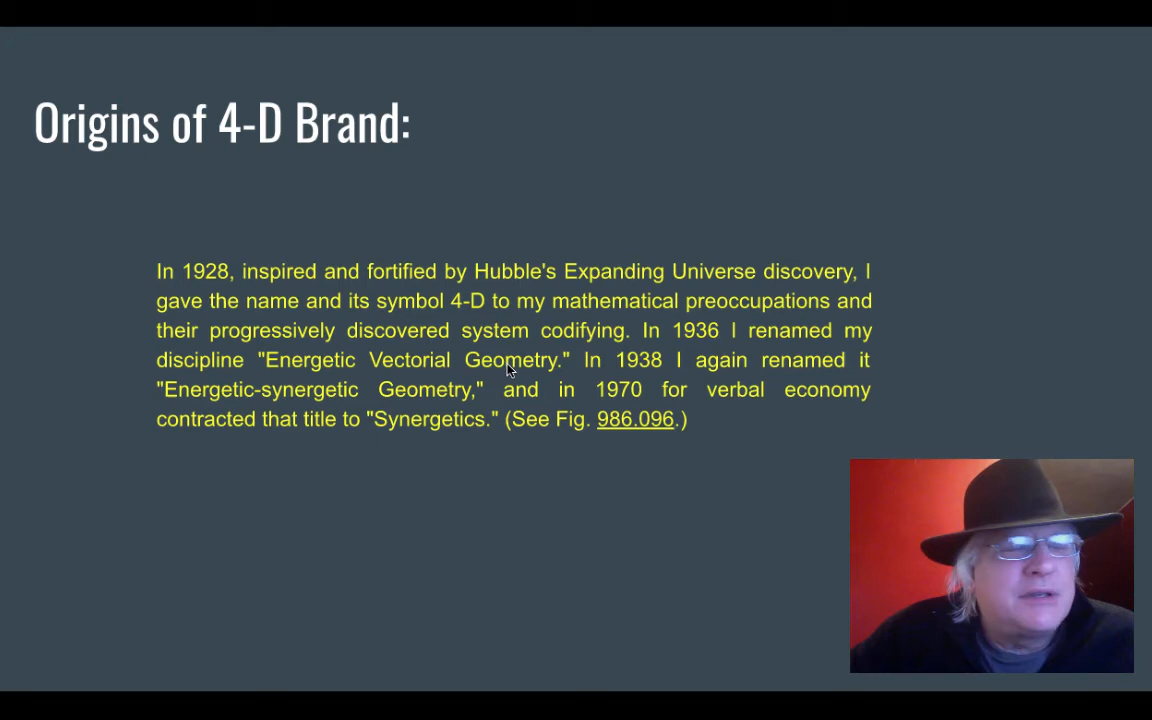 Origins of 4-D Brand:
In 1928, inspired and fortified by Hubble's Expanding Universe discovery, I
gave the name and its symbol 4-D to my mathematical preoccupations and
their progressively discovered system codifying. In 1936 I renamed my
discipline "Energetic Vectorial Geometry." In 1938 I again renamed it
"Energetic-synergetic Geometry," and in 1970 for verbal economy
contracted that title to "Synergetics." (See Fig. 986.096.)